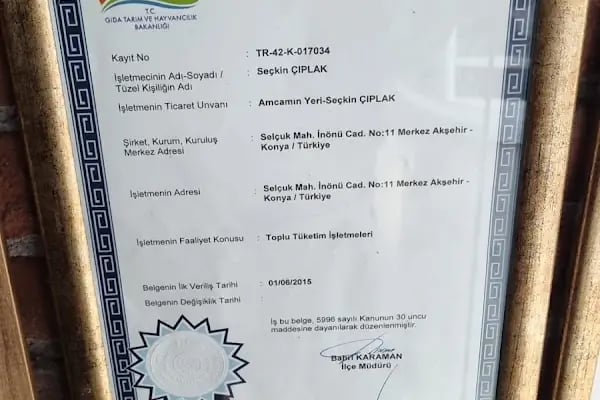 T.C.
GIDA TARIM VE HAYVANCILIK
BAKANLIĞI
Kayıt No : TR-42-K-017034
İşletmecinin Adı-Soyadı / : Seçkin ÇIPLAK
Tüzel Kişiliğin Adı
İşletmenin Ticaret Unvanı : Amcamın Yeri-Seçkin ÇIPLAK
Şirket, Kurum, Kuruluş : Selçuk Mah. İnönü Cad. No:11 Merkez Akşehir -
Merkez Adresi Konya / Türkiye
İşletmenin Adresi : Selçuk Mah. İnönü Cad. No:11 Merkez Akşehir -
Konya / Türkiye
İşletmenin Faaliyet Konusu : Toplu Tüketim İşletmeleri
Belgenin İlk Veriliş Tarihi : 01/06/2015
Belgenin Değişiklik Tarihi :
İş bu belge, 5996 sayılı Kanunun 30 uncu
maddesine dayanılarak düzenlenmiştir.
Bahri KARAMAN
İlçe Müdürü